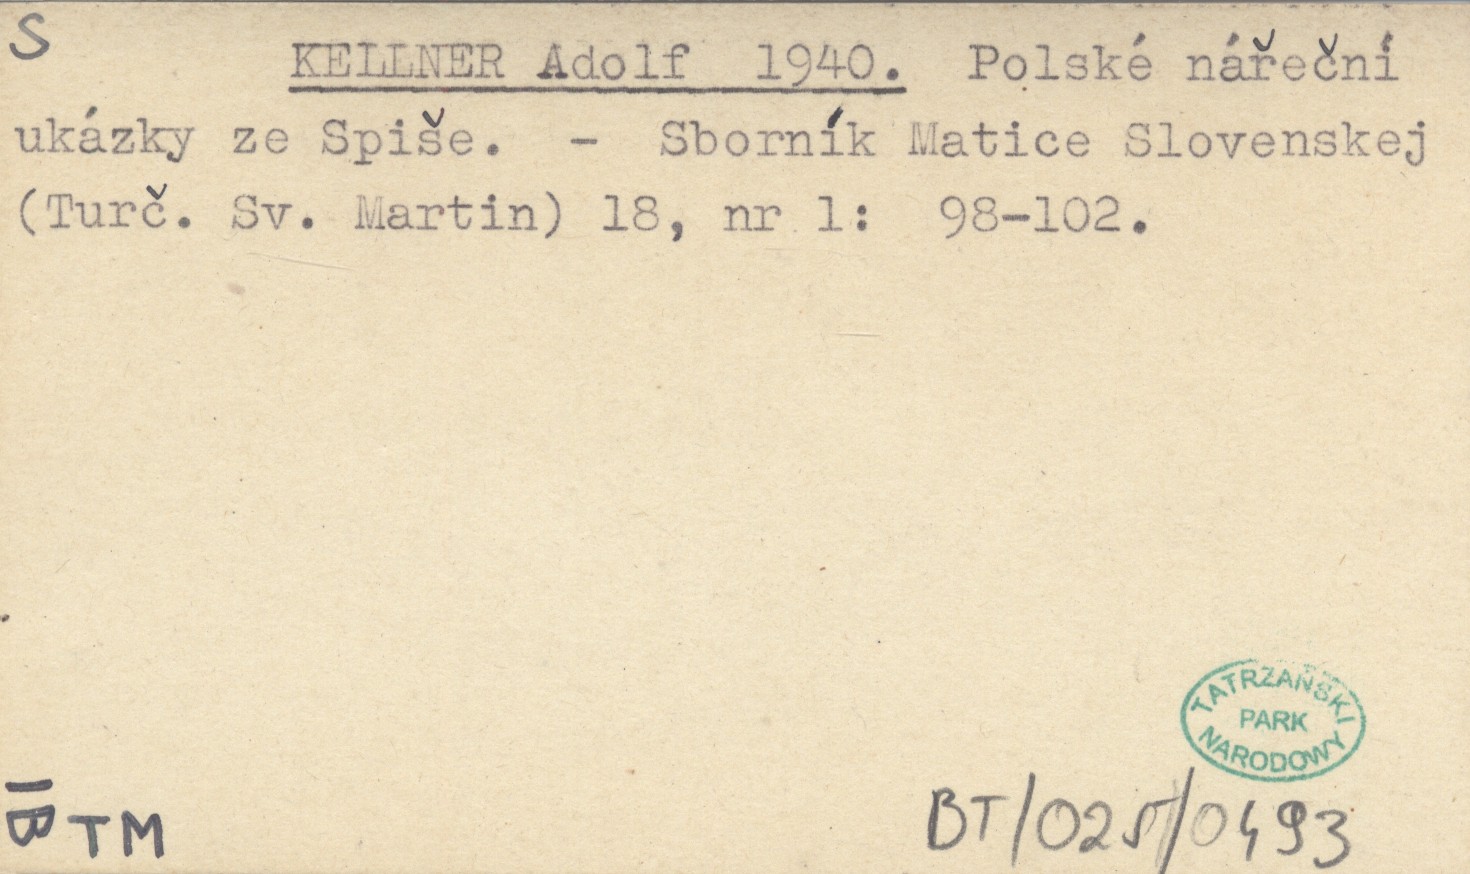 S
KELLNER Adolf 1940. Polské nářeční
ukázky ze Spiše. - Sborník Matice Slovenskej
(Turč. Sv. Martin) 18, nr 1: 98-102.
TATRZAŃSKI
PARK
NARODOWY
TM
BT/025/0493